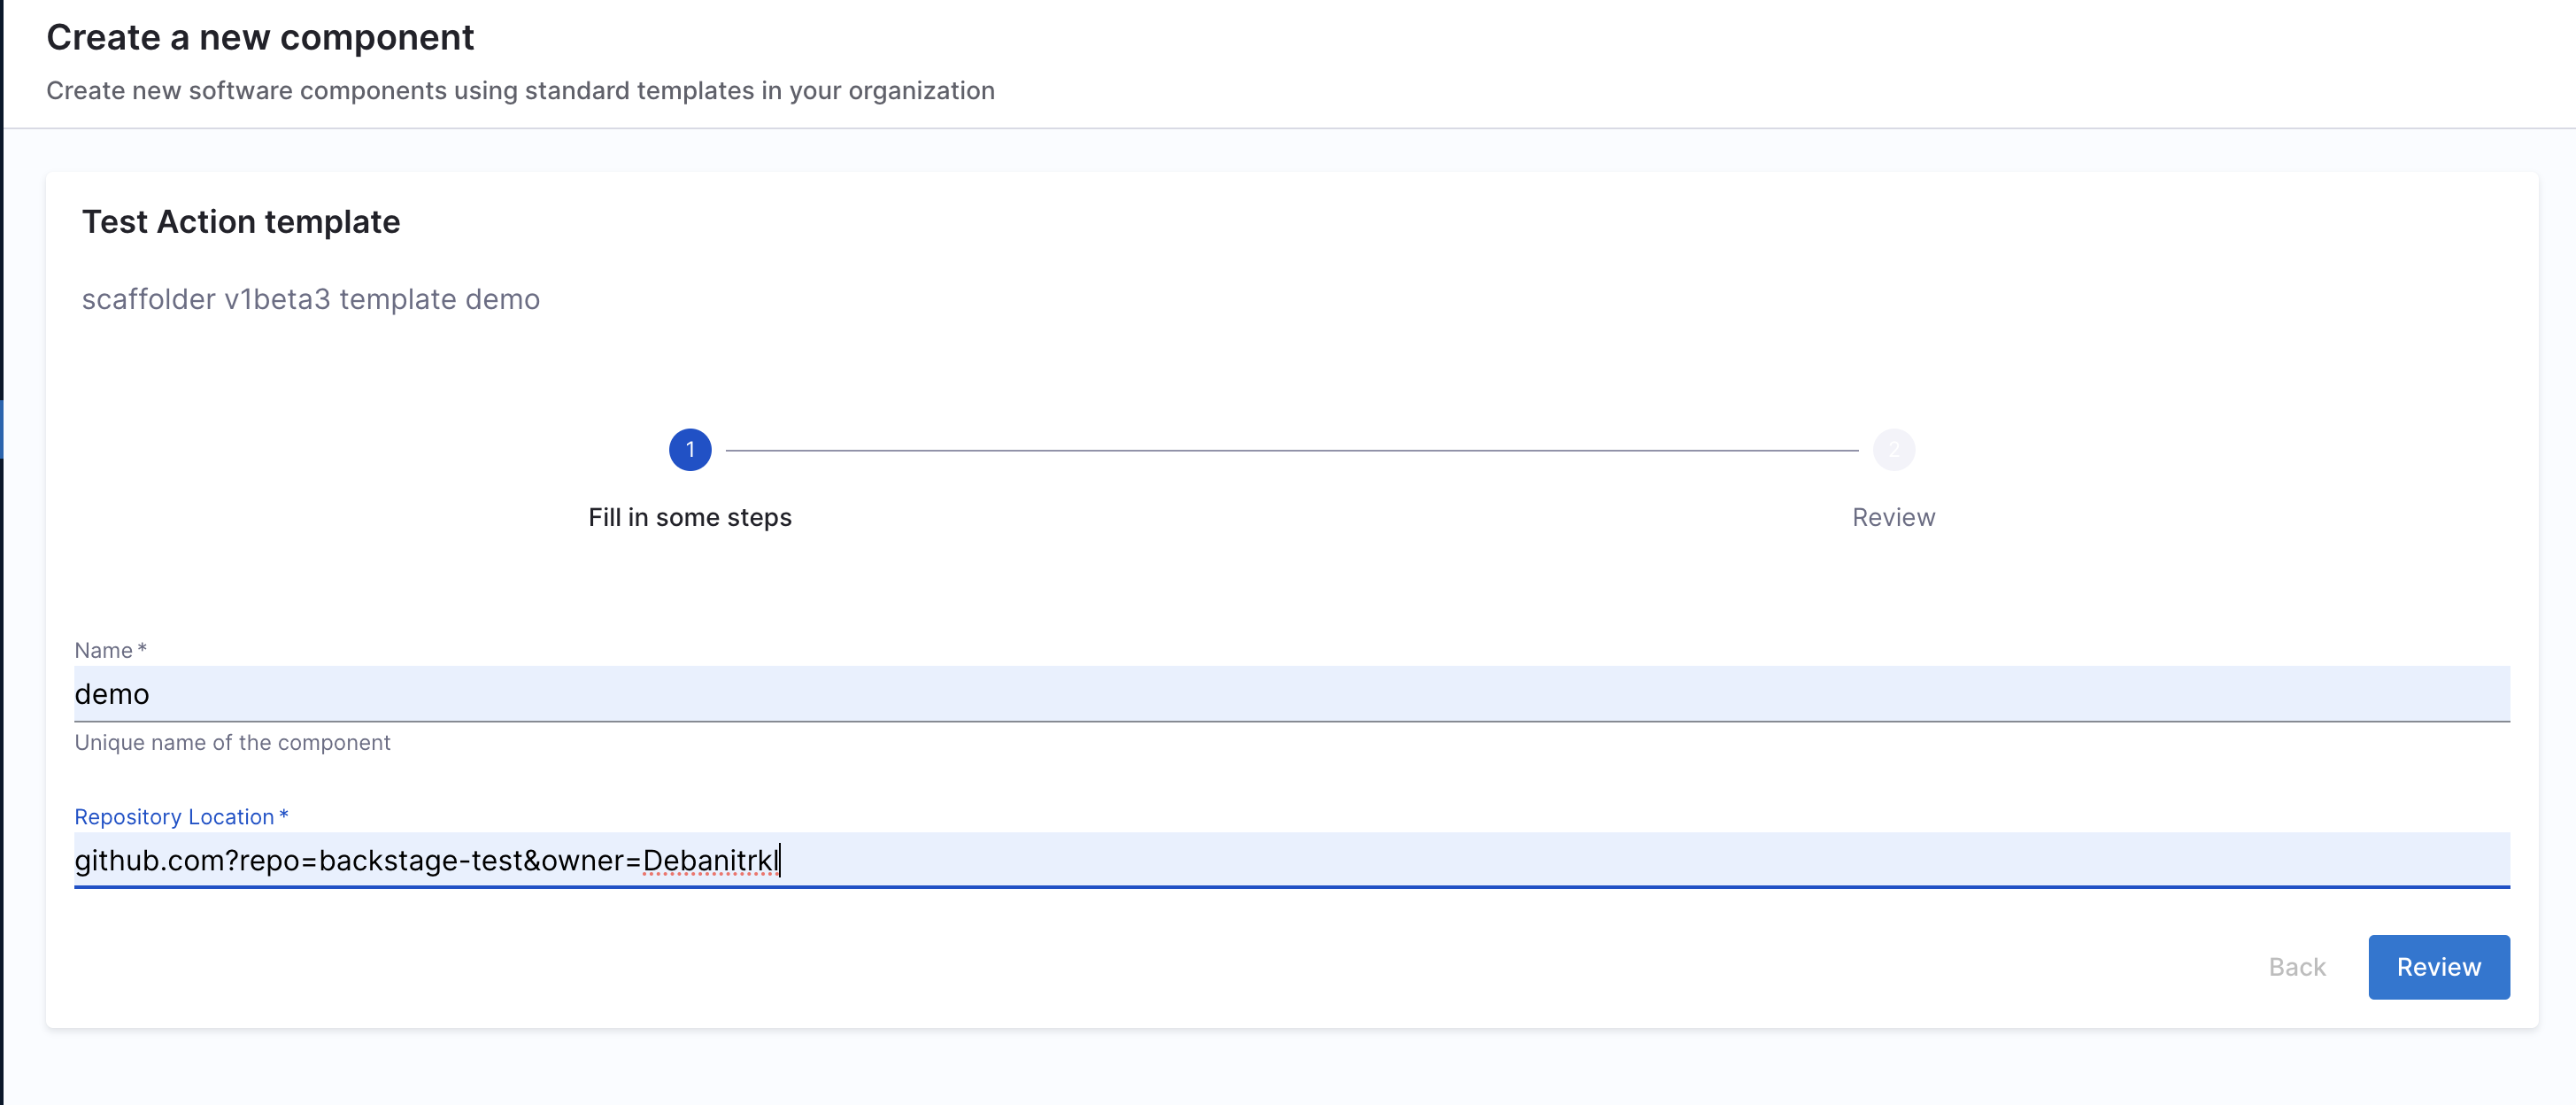 Create a new component
Create new software components using standard templates in your organization
Test Action template
scaffolder v1beta3 template demo
1
2
Fill in some steps
Review
Name *
demo
Unique name of the component
Repository Location *
github.com?repo=backstage-test&owner=Debanitrkl
Back
Review